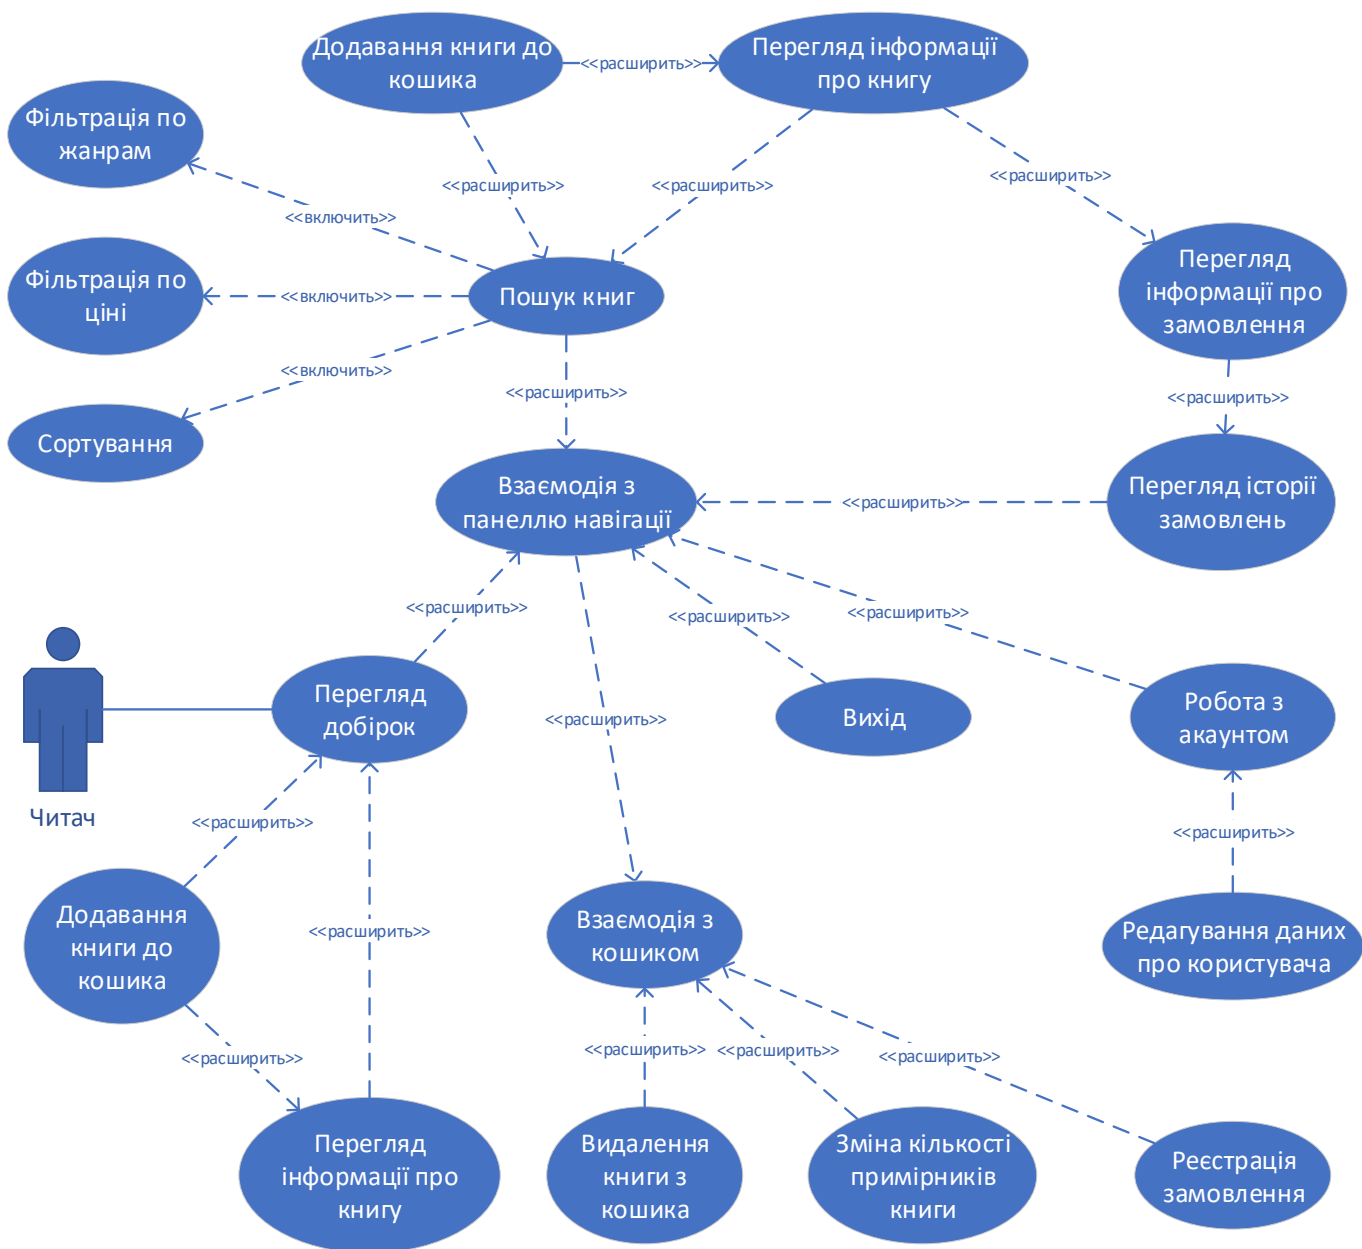 Додавання книги до
кошика
<<расширить>>
Перегляд інформації
про книгу
Фільтрація по
жанрам
<<расширить>>
<<расширить>>
<<расширить>>
<<включить>>
Фільтрація по
ціні
<<включить>>
Пошук книг
Перегляд
інформації про
замовлення
<<включить>>
<<расширить>>
<<расширить>>
Сортування
Взаємодія з
панеллю навігації
<<расширить>>
Перегляд історії
замовлень
<<расширить>>
<<расширить>>
<<расширить>>
Читач
Перегляд
добірок
<<расширить>>
Вихід
Робота з
акаунтом
<<расширить>>
<<расширить>>
Додавання
книги до
кошика
<<расширить>>
Взаємодія з
кошиком
Редагування даних
про користувача
<<расширить>>
<<расширить>>
<<расширить>>
<<расширить>>
Перегляд
інформації про
книгу
Видалення
книги з
кошика
Зміна кількості
примірників
книги
Реєстрація
замовлення